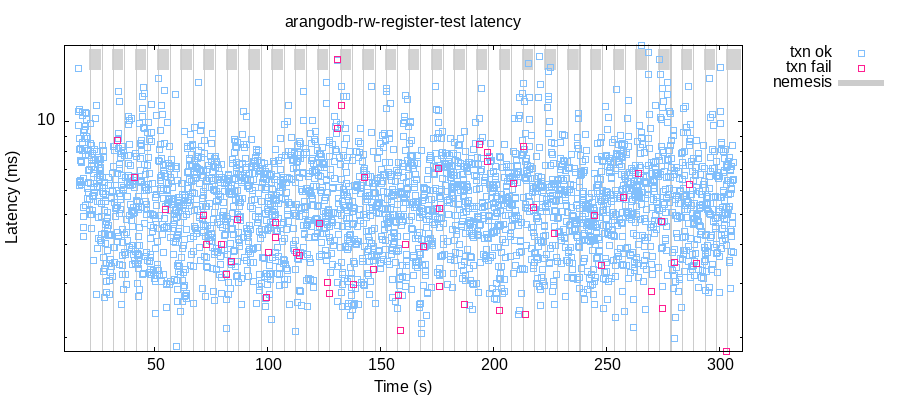 arangodb-rw-register-test latency
txn ok
txn fail
nemesis
10
Latency (ms)
50 100 150 200 250 300
Time (s)